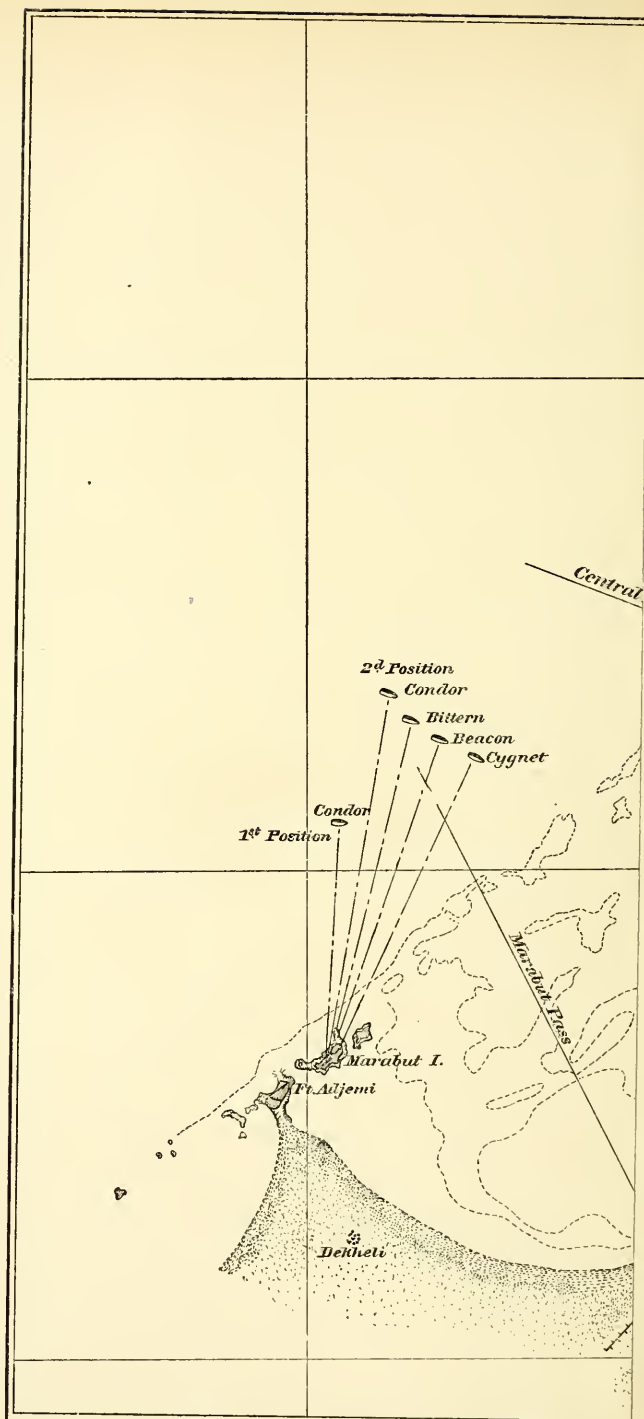 Central
2d Position
Condor
Bittern
Beacon
Cygnet
Condor
1st Position
Marabut Pass
Marabut I.
Ft. Adjemi
Dekheli